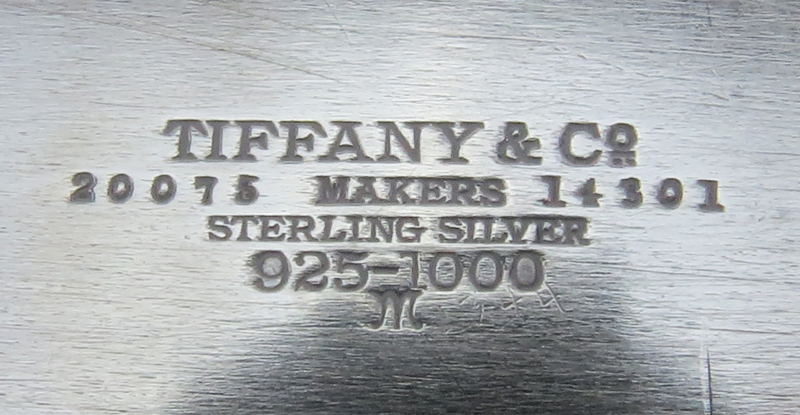 TIFFANY & Co
20075 MAKERS 14301
STERLING SILVER
925-1000
M